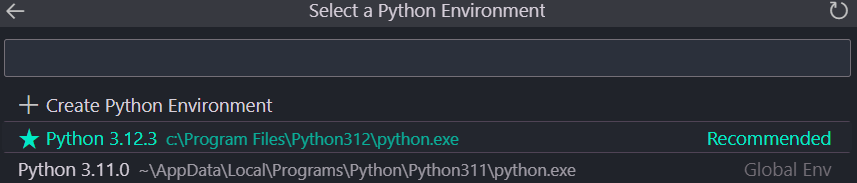 Select a Python Environment
Create Python Environment
Python 3.12.3 c:\Program Files\Python312\python.exe Recommended
Python 3.11.0 ~\AppData\Local\Programs\Python\Python311\python.exe Global Env